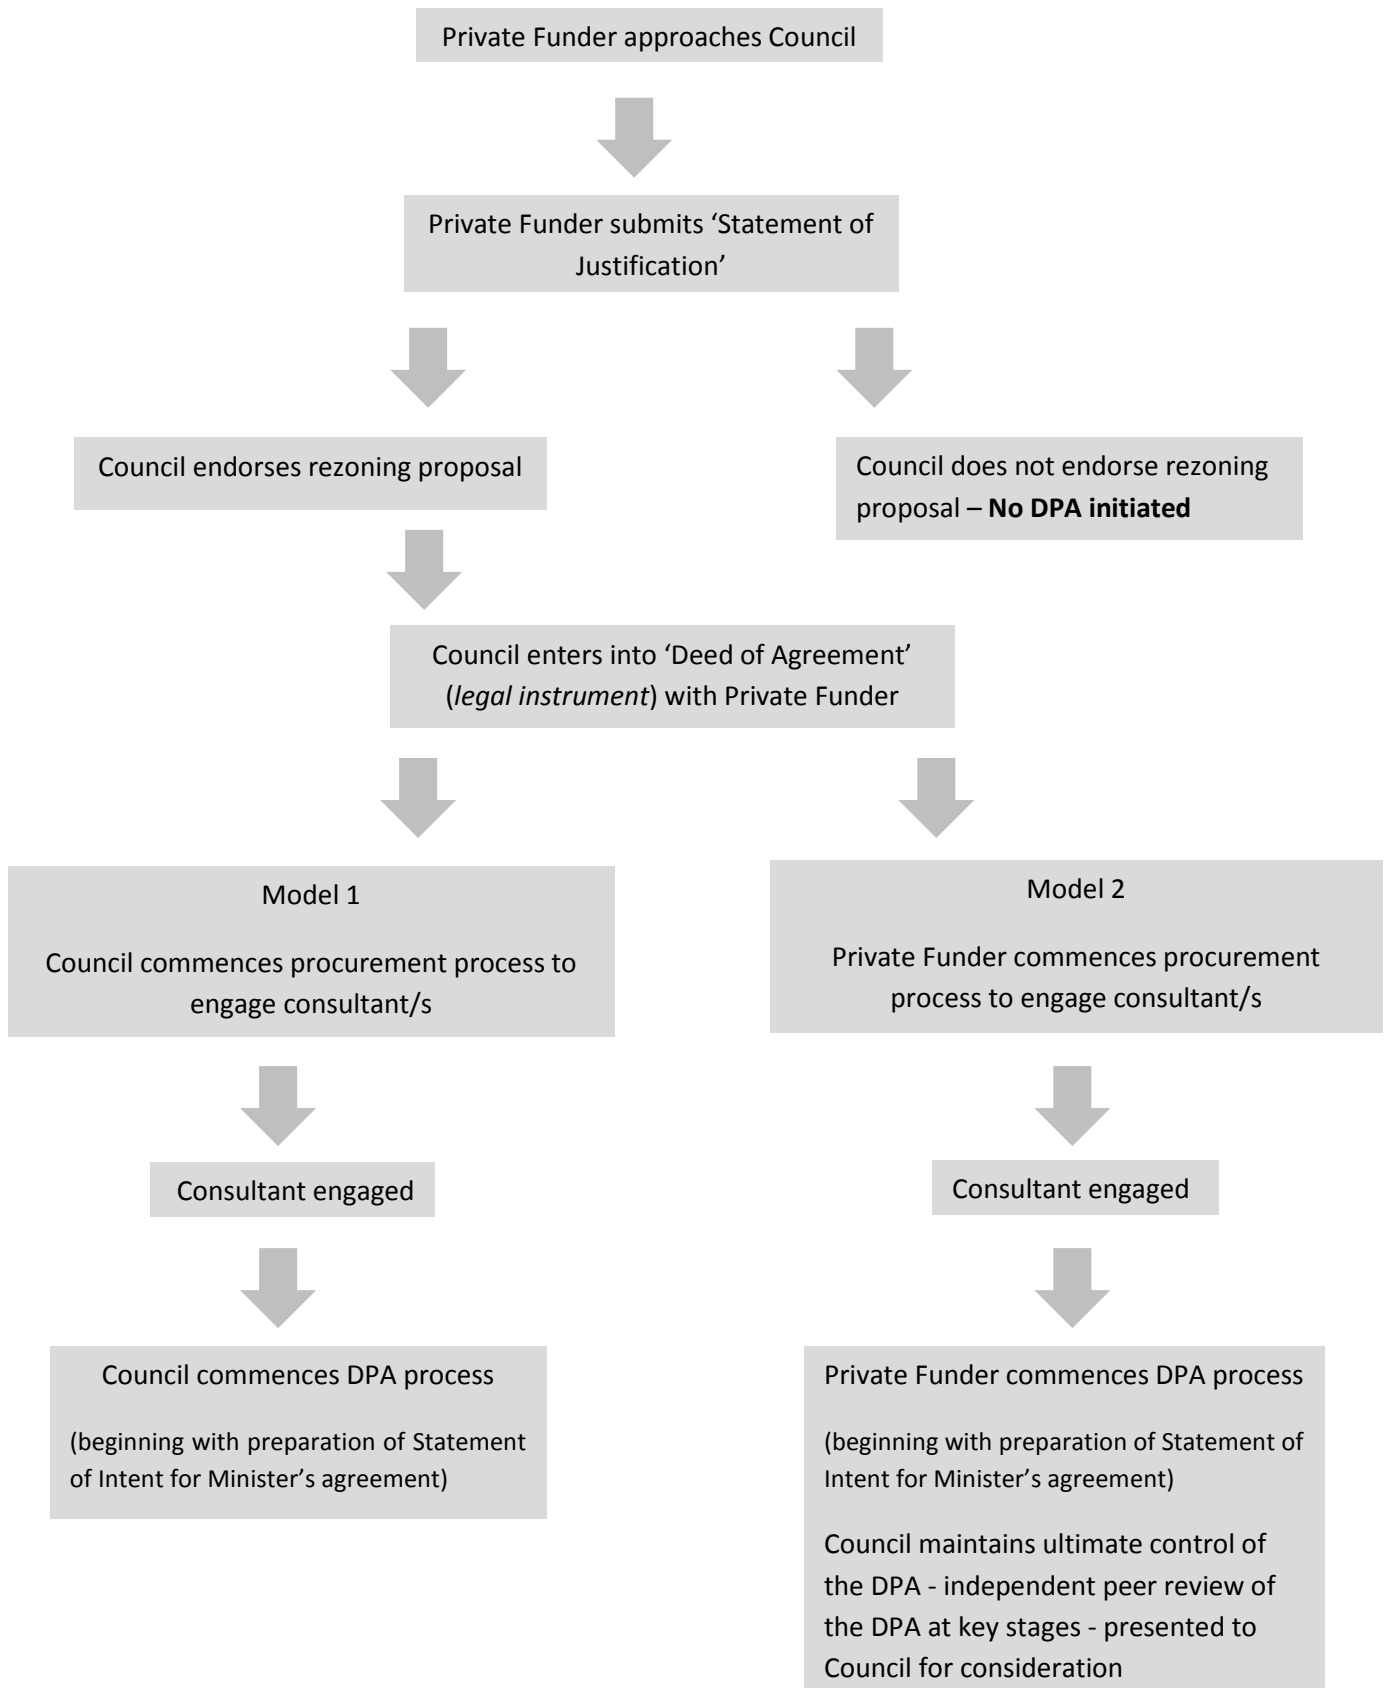 Private Funder approaches Council
Private Funder submits ‘Statement of
Justification’
Council endorses rezoning proposal
Council does not endorse rezoning
proposal – No DPA initiated
Council enters into ‘Deed of Agreement’
(legal instrument) with Private Funder
Model 1
Council commences procurement process to
engage consultant/s
Model 2
Private Funder commences procurement
process to engage consultant/s
Consultant engaged
Consultant engaged
Council commences DPA process
(beginning with preparation of Statement
of Intent for Minister’s agreement)
Private Funder commences DPA process
(beginning with preparation of Statement of
Intent for Minister’s agreement)
Council maintains ultimate control of
the DPA - independent peer review of
the DPA at key stages - presented to
Council for consideration